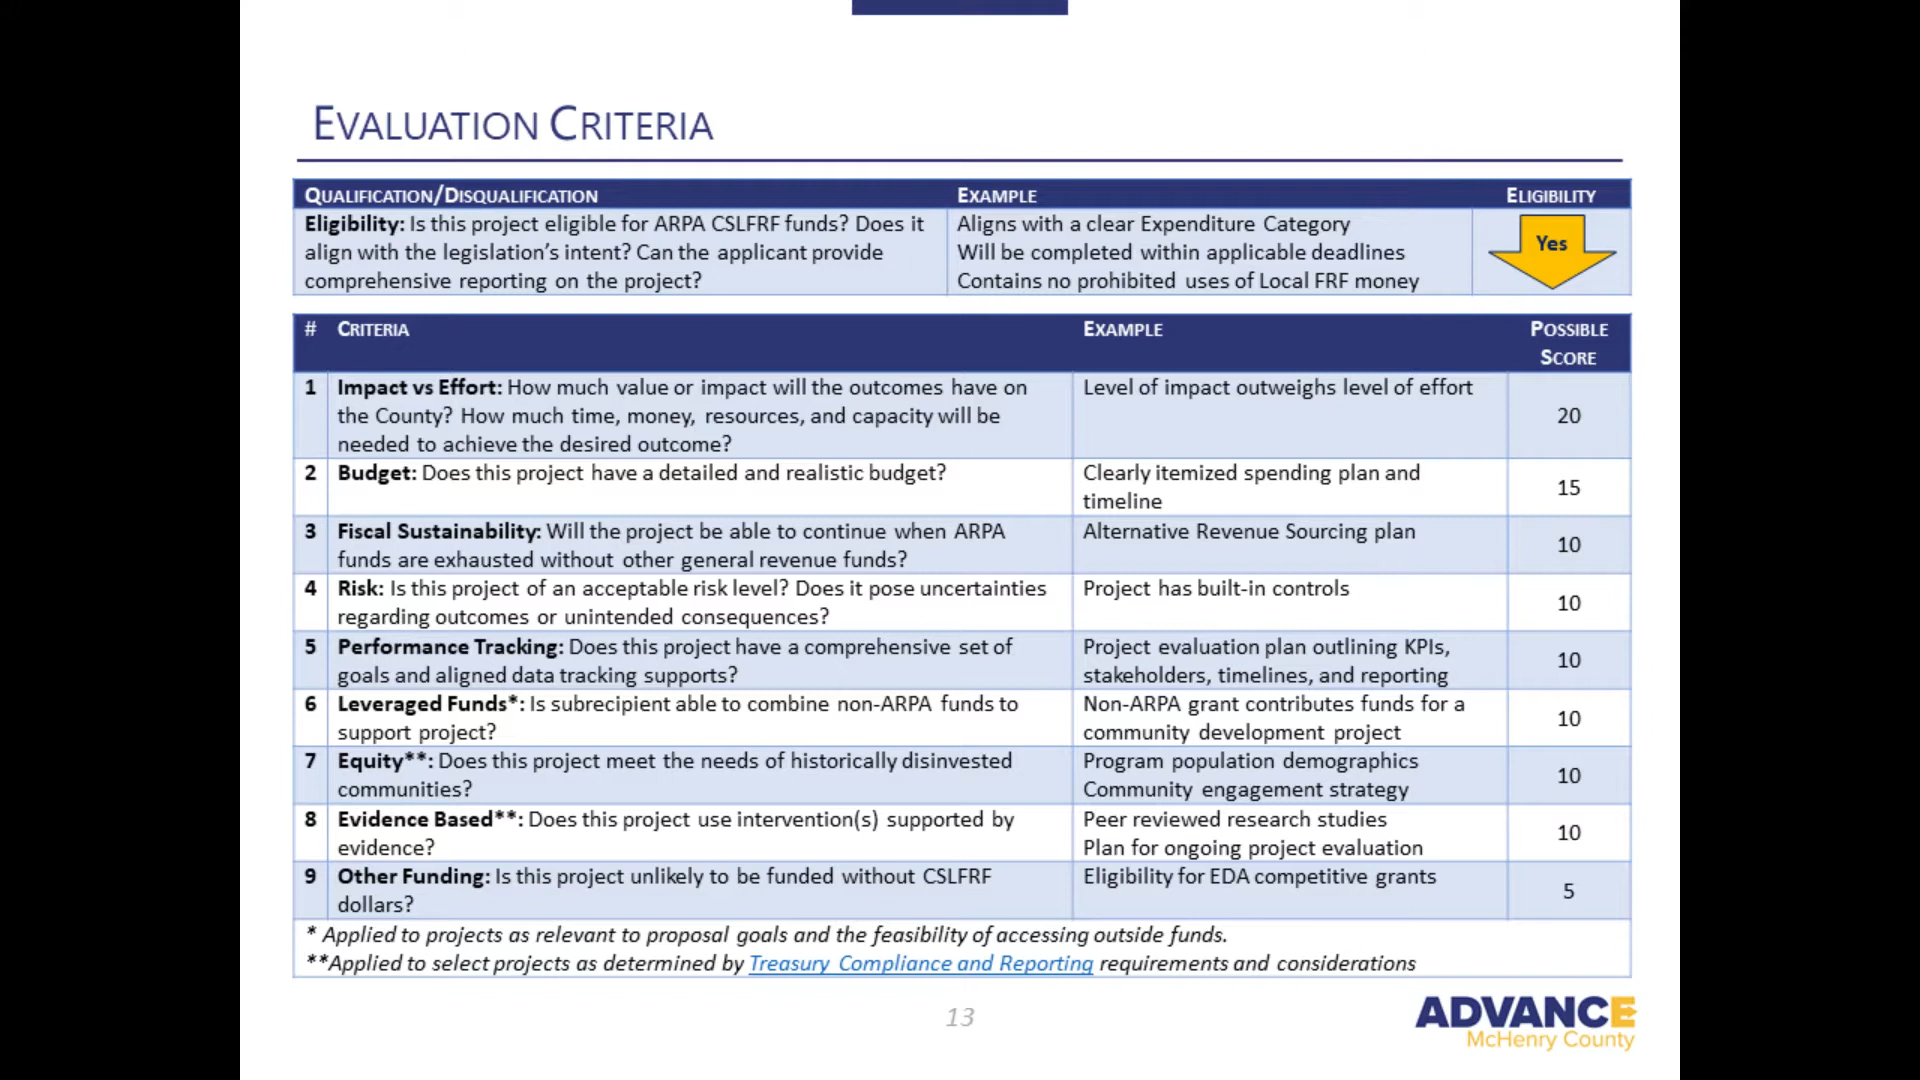 EVALUATION CRITERIA
QUALIFICATION/DISQUALIFICATION EXAMPLE ELIGIBILITY
Eligibility: Is this project eligible for ARPA CSLFRF funds? Does it
align with the legislation's intent? Can the applicant provide
comprehensive reporting on the project?
Aligns with a clear Expenditure Category
Will be completed within applicable deadlines
Contains no prohibited uses of Local FRF money
Yes
# CRITERIA EXAMPLE POSSIBLE
SCORE
1 Impact vs Effort: How much value or impact will the outcomes have on
the County? How much time, money, resources, and capacity will be
needed to achieve the desired outcome?
Level of impact outweighs level of effort
20
2 Budget: Does this project have a detailed and realistic budget?
Clearly itemized spending plan and
timeline
15
3 Fiscal Sustainability: Will the project be able to continue when ARPA
funds are exhausted without other general revenue funds?
Alternative Revenue Sourcing plan
10
4 Risk: Is this project of an acceptable risk level? Does it pose uncertainties
regarding outcomes or unintended consequences?
Project has built-in controls
10
5 Performance Tracking: Does this project have a comprehensive set of
goals and aligned data tracking supports?
Project evaluation plan outlining KPIs,
stakeholders, timelines, and reporting
10
6 Leveraged Funds*: Is subrecipient able to combine non-ARPA funds to
support project?
Non-ARPA grant contributes funds for a
community development project
10
7 Equity**: Does this project meet the needs of historically disinvested
communities?
Program population demographics
Community engagement strategy
10
8 Evidence Based**: Does this project use intervention(s) supported by
evidence?
Peer reviewed research studies
Plan for ongoing project evaluation
10
9 Other Funding: Is this project unlikely to be funded without CSLFRF
dollars?
Eligibility for EDA competitive grants
5
* Applied to projects as relevant to proposal goals and the feasibility of accessing outside funds.
**Applied to select projects as determined by Treasury Compliance and Reporting requirements and considerations
13
ADVANCE
McHenry County